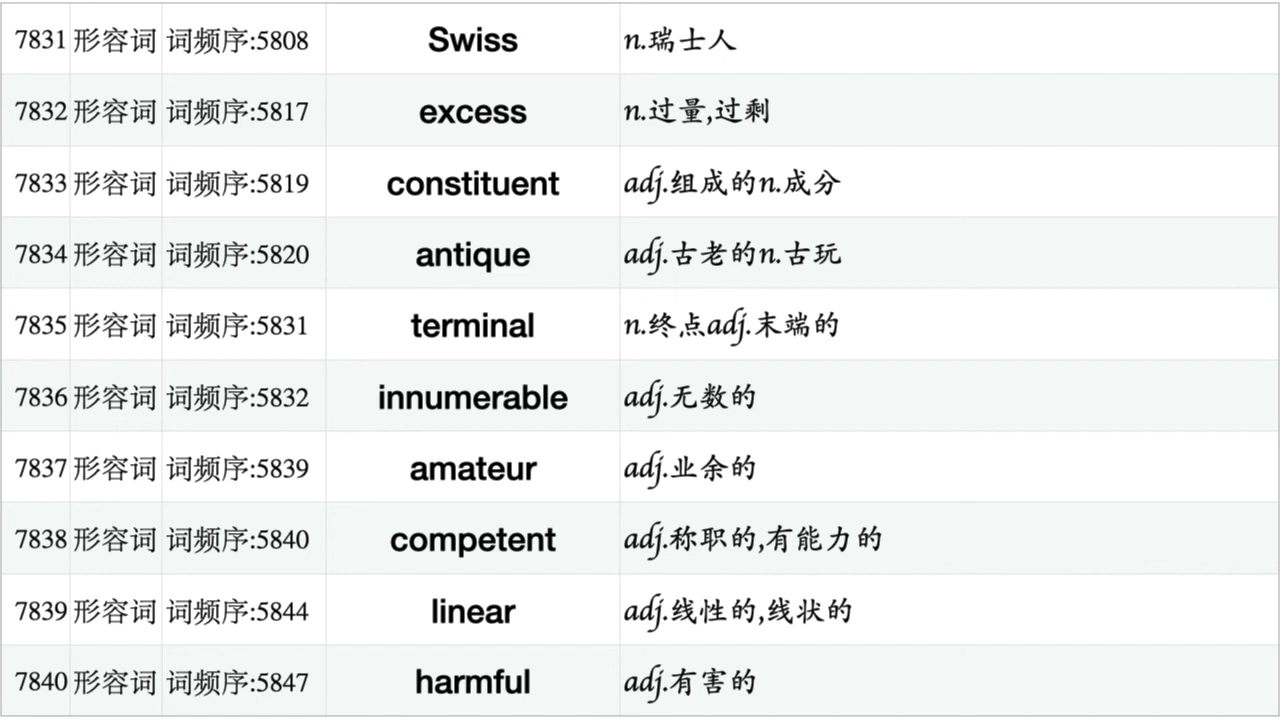 7831 形容词 词频序:5808 Swiss n.瑞士人
7832 形容词 词频序:5817 excess n.过量,过剩
7833 形容词 词频序:5819 constituent adj.组成的n.成分
7834 形容词 词频序:5820 antique adj.古老的n.古玩
7835 形容词 词频序:5831 terminal n.终点adj.末端的
7836 形容词 词频序:5832 innumerable adj.无数的
7837 形容词 词频序:5839 amateur adj.业余的
7838 形容词 词频序:5840 competent adj.称职的,有能力的
7839 形容词 词频序:5844 linear adj.线性的,线状的
7840 形容词 词频序:5847 harmful adj.有害的